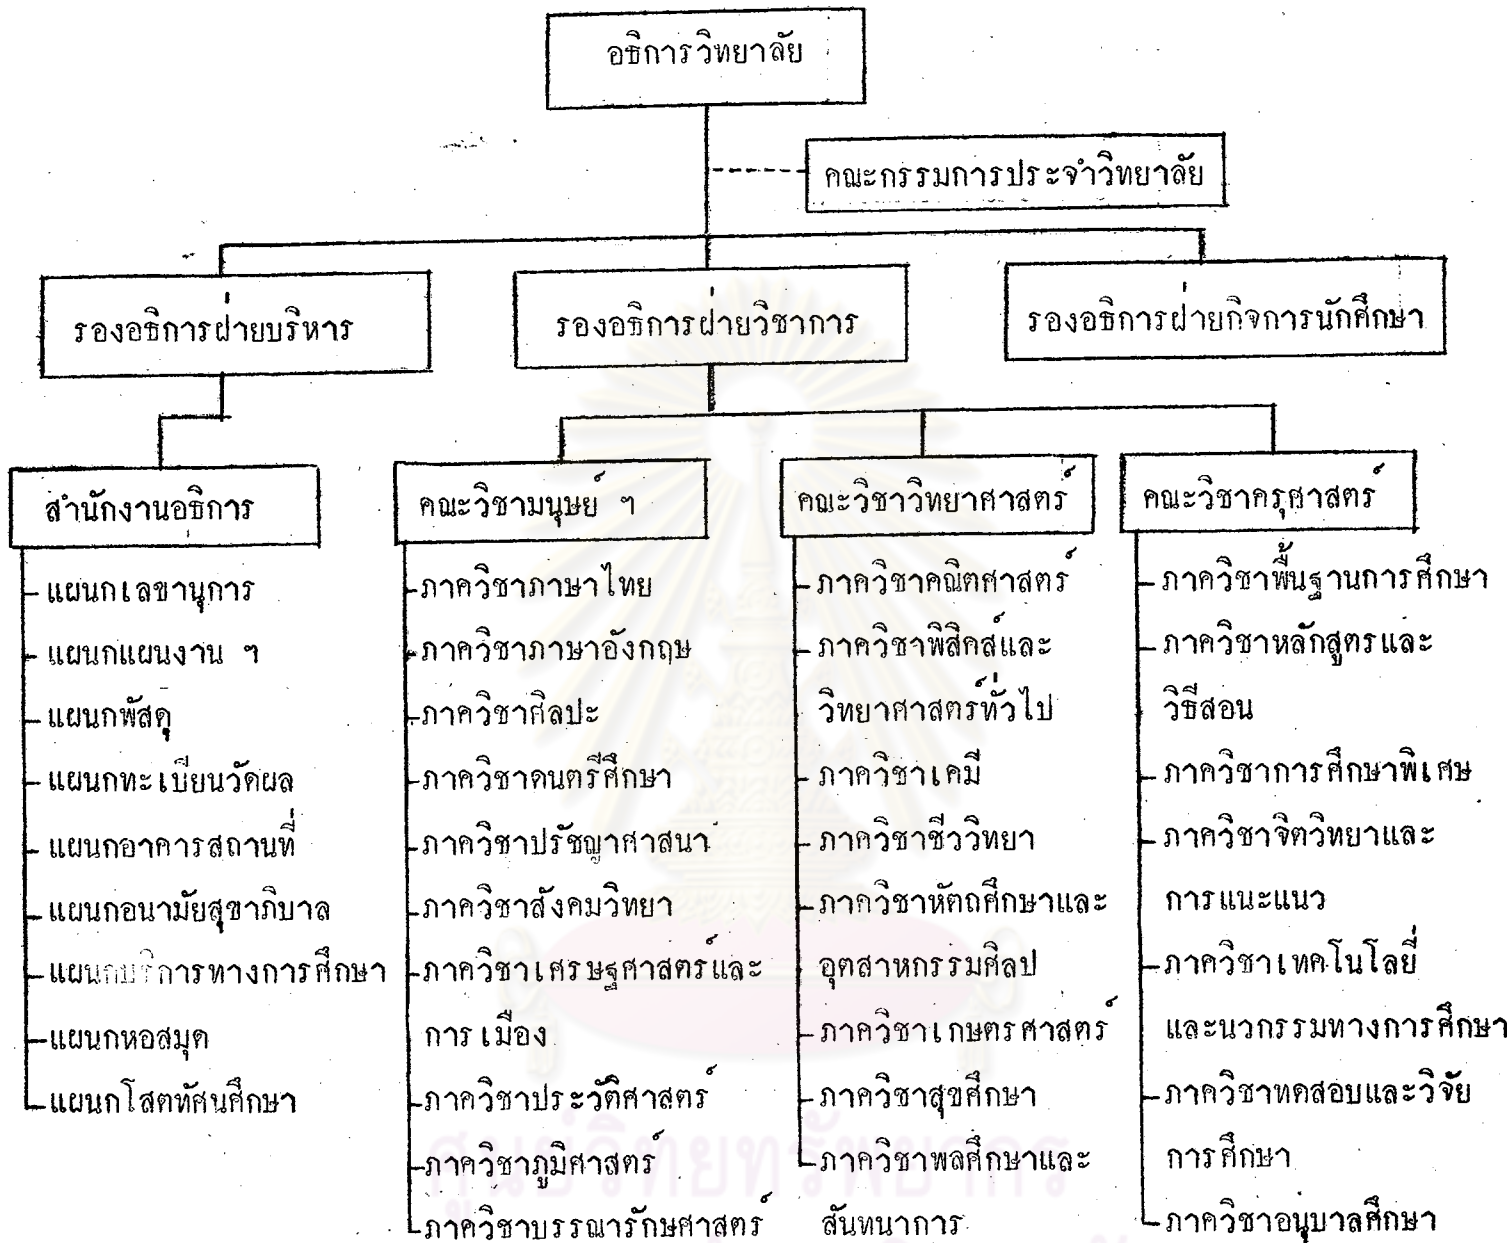 อธิการวิทยาลัย
คณะกรรมการประจำวิทยาลัย
รองอธิการฝ่ายบริหาร
รองอธิการฝ่ายวิชาการ
รองอธิการฝ่ายกิจการนักศึกษา
สำนักงานอธิการ
แผนกเลขานุการ
แผนกแผนงาน ฯ
แผนกพัสดุ
แผนกทะเบียนวัดผล
แผนกอาคารสถานที่
แผนกอนามัยสุขาภิบาล
แผนกบริการทางการศึกษา
แผนกหอสมุด
แผนกโสตทัศนศึกษา
คณะวิชามนุษย์ ฯ
ภาควิชาภาษาไทย
ภาควิชาภาษาอังกฤษ
ภาควิชาศิลปะ
ภาควิชาดนตรีศึกษา
ภาควิชาปรัชญาศาสนา
ภาควิชาสังคมวิทยา
ภาควิชาเศรษฐศาสตร์และ
การเมือง
ภาควิชาประวัติศาสตร์
ภาควิชาภูมิศาสตร์
ภาควิชาบรรณารักษศาสตร์
คณะวิชาวิทยาศาสตร์
ภาควิชาคณิตศาสตร์
ภาควิชาฟิสิคส์และ
วิทยาศาสตร์ทั่วไป
ภาควิชาเคมี
ภาควิชาชีววิทยา
ภาควิชาหัตถศึกษาและ
อุตสาหกรรมศิลป์
ภาควิชาเกษตรศาสตร์
ภาควิชาสุขศึกษา
ภาควิชาพลศึกษาและ
สันทนาการ
คณะวิชาครุศาสตร์
ภาควิชาพื้นฐานการศึกษา
ภาควิชาหลักสูตรและ
วิธีสอน
ภาควิชาการศึกษาพิเศษ
ภาควิชาจิตวิทยาและ
การแนะแนว
ภาควิชาเทคโนโลยี่
และนวกรรมทางการศึกษา
ภาควิชาทดสอบและวิจัย
การศึกษา
ภาควิชาอนุบาลศึกษา
ศูนย์วิทยทรัพยากร